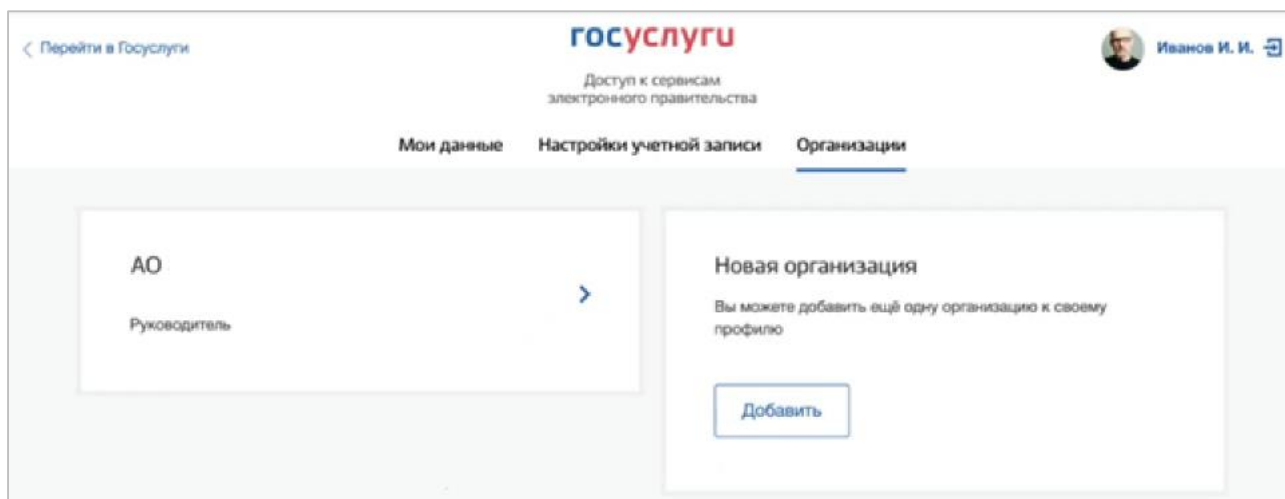 Перейти в Госуслуги
госуслуги
Иванов И. И.
Доступ к сервисам
электронного правительства
Мои данные Настройки учетной записи Организации
АО
Руководитель
Новая организация
Вы можете добавить ещё одну организацию к своему
профилю
Добавить